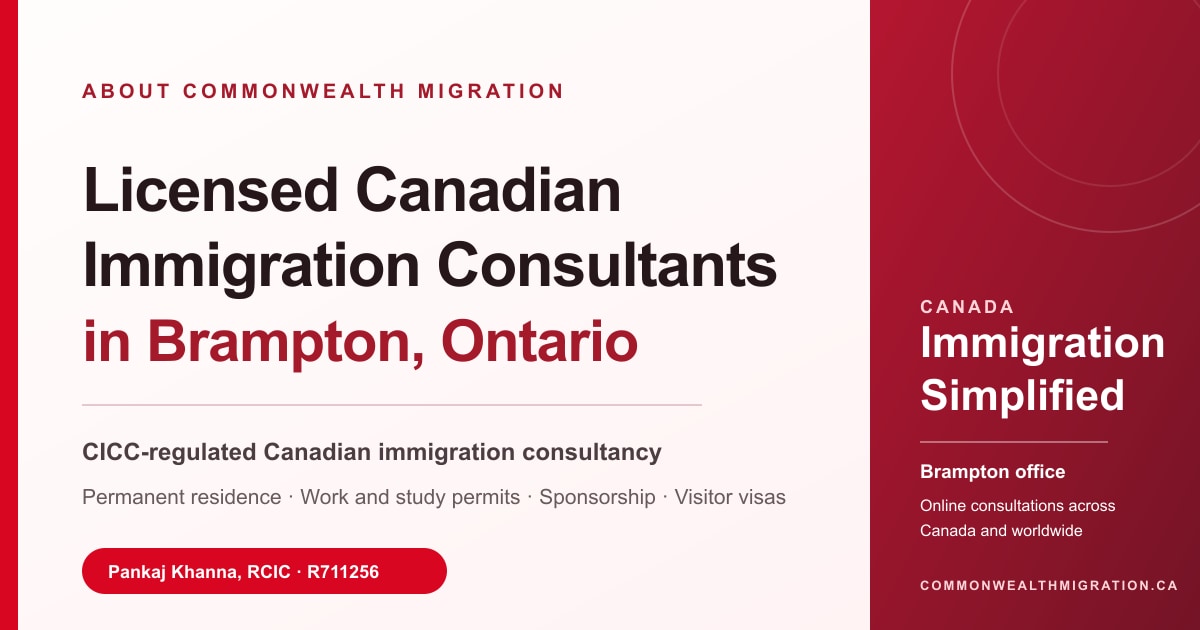 ABOUT COMMONWEALTH MIGRATION
Licensed Canadian
Immigration Consultants
in Brampton, Ontario
CICC-regulated Canadian immigration consultancy
Permanent residence · Work and study permits · Sponsorship · Visitor visas
Pankaj Khanna, RCIC · R711256
CANADA
Immigration
Simplified
Brampton office
Online consultations across
Canada and worldwide
COMMONWEALTHMIGRATION.CA